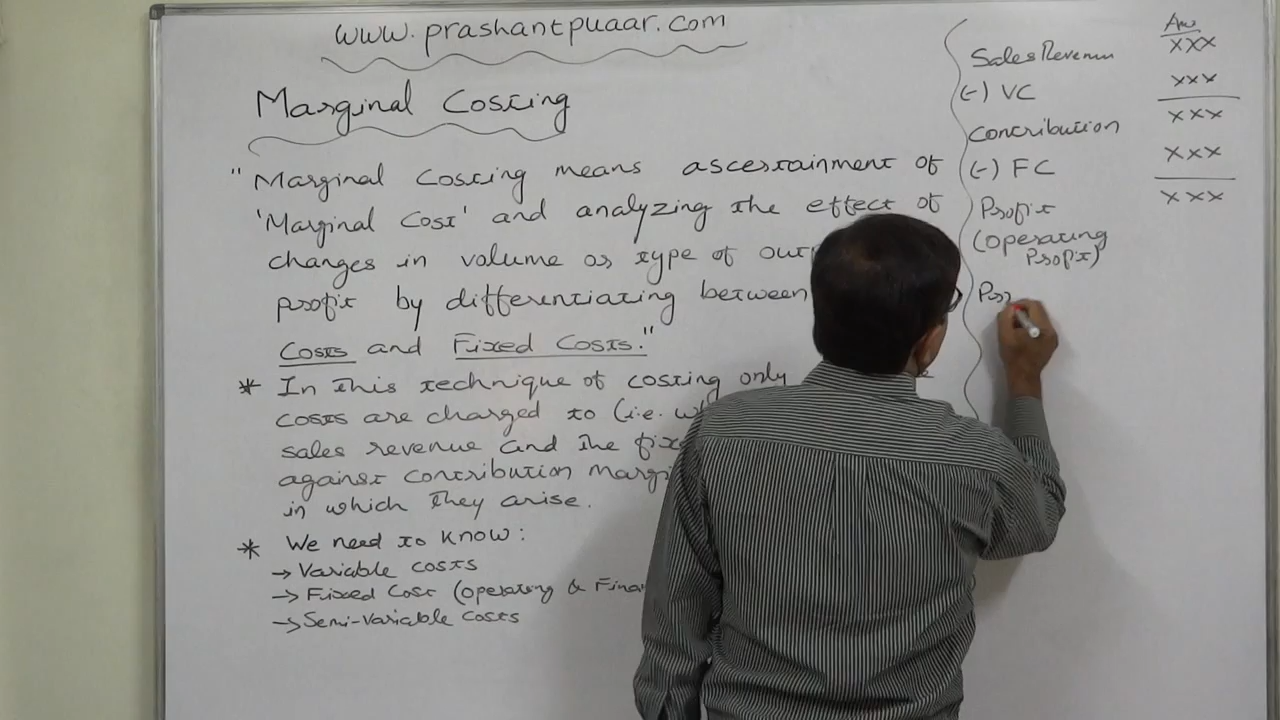 www.prashantpuaar.com
Marginal Costing
"Marginal Costing means ascertainment of
'Marginal Cost' and analyzing the effect of
changes in volume or type of
profit by differentiating between
Costs and Fixed Costs."
* In this technique of costing only
costs are charged to (i.e.
sales revenue and the
against contribution
in which they arise.
* We need to know:
→ Variable costs
→ Fixed Cost (operating &
→ Semi-Variable costs
Am
Sales Revenue XXX
(-) VC XXX
Contribution XXX
(-) FC XXX
Profit XXX
(Operating
Profit)